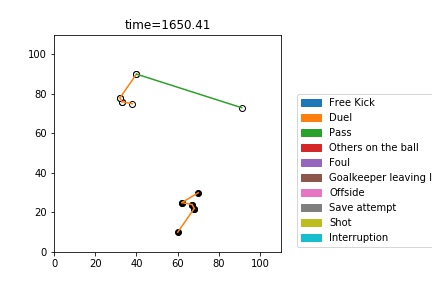 time=1650.41
100
80
60
40
20
0
0 20 40 60 80 100
Free Kick
Duel
Pass
Others on the ball
Foul
Goalkeeper leaving l
Offside
Save attempt
Shot
Interruption